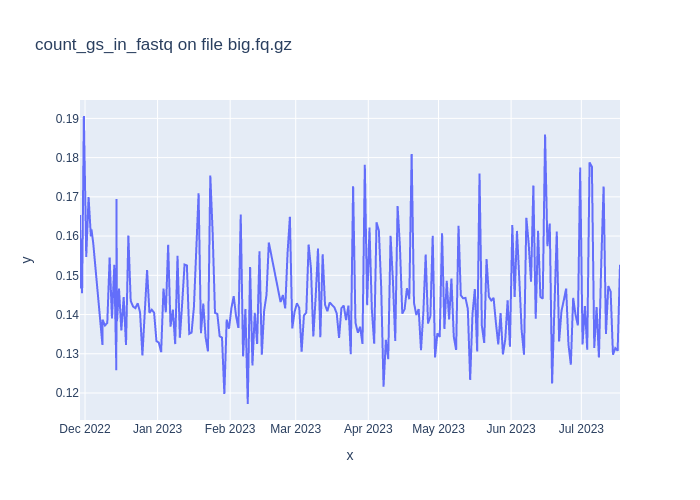 count_gs_in_fastq on file big.fq.gz
0.19
0.18
0.17
0.16
0.15
0.14
0.13
0.12
y
Dec 2022 Jan 2023 Feb 2023 Mar 2023 Apr 2023 May 2023 Jun 2023 Jul 2023
x